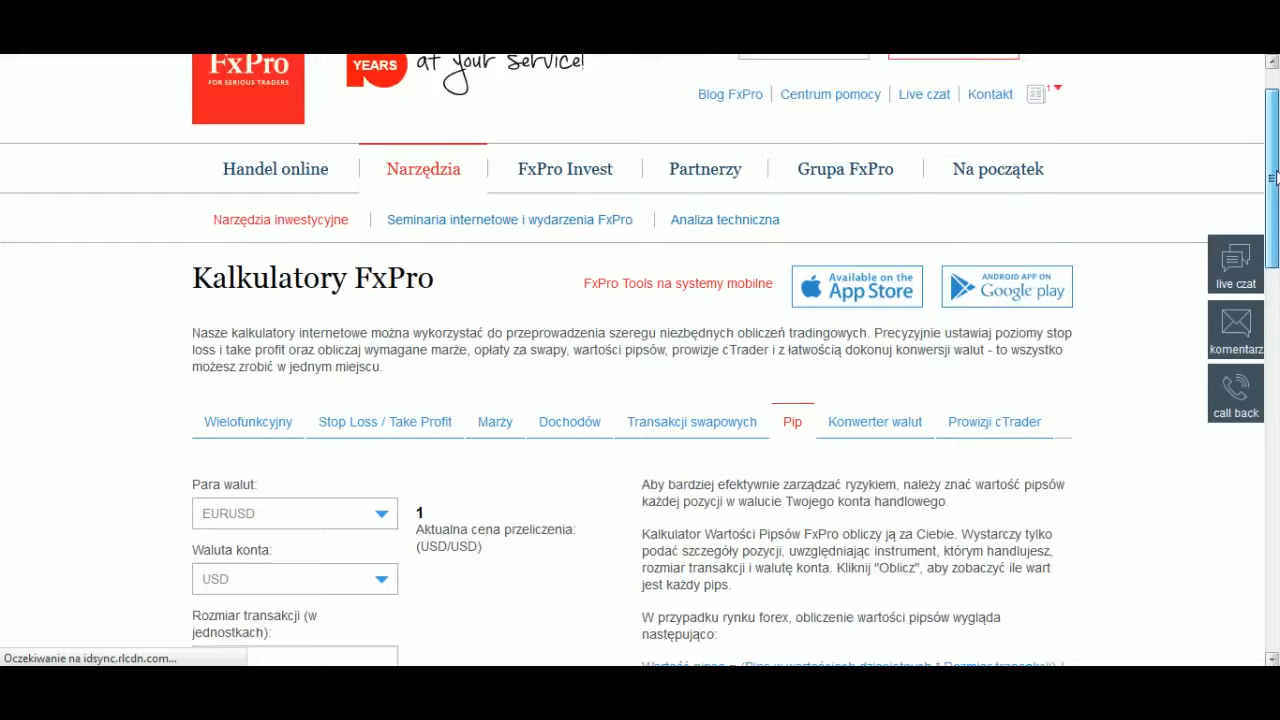 FxPro
FOR SERIOUS TRADERS
YEARS
at your service!
Blog FxPro
Centrum pomocy
Live czat
Kontakt
1
Handel online
Narzędzia
FxPro Invest
Partnerzy
Grupa FxPro
Na początek
Narzędzia inwestycyjne
Seminaria internetowe i wydarzenia FxPro
Analiza techniczna
Kalkulatory FxPro
FxPro Tools na systemy mobilne
Available on the
App Store
ANDROID APP ON
Google play
live czat
komentarz
call back
Nasze kalkulatory internetowe można wykorzystać do przeprowadzenia szeregu niezbędnych obliczeń tradingowych. Precyzyjnie ustawiaj poziomy stop
loss i take profit oraz obliczaj wymagane marże, opłaty za swapy, wartości pipsów, prowizje cTrader i z łatwością dokonuj konwersji walut - to wszystko
możesz zrobić w jednym miejscu.
Wielofunkcyjny
Stop Loss / Take Profit
Marży
Dochodów
Transakcji swapowych
Pip
Konwerter walut
Prowizji cTrader
Para walut:
EURUSD
1
Aktualna cena przeliczenia:
(USD/USD)
Waluta konta:
USD
Rozmiar transakcji (w
jednostkach):
Aby bardziej efektywnie zarządzać ryzykiem, należy znać wartość pipsów
każdej pozycji w walucie Twojego konta handlowego.
Kalkulator Wartości Pipsów FxPro obliczy ją za Ciebie. Wystarczy tylko
podać szczegóły pozycji, uwzględniając instrument, którym handlujesz,
rozmiar transakcji i walutę konta. Kliknij "Oblicz", aby zobaczyć ile wart
jest każdy pips.
W przypadku rynku forex, obliczenie wartości pipsów wygląda
następująco:
Wartość pipsa = (Pips w wartościach dziesiętnych * Rozmiar transakcji) /
Oczekiwanie na idsync.rlcdn.com...